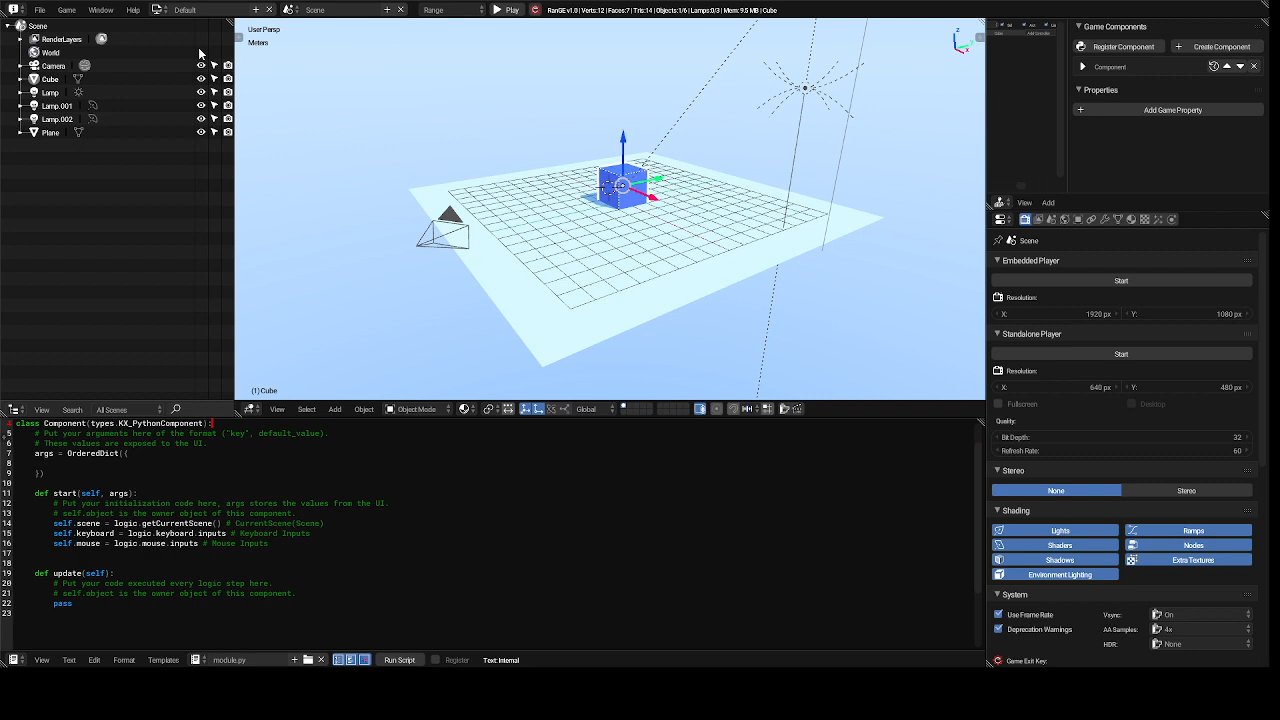 File Game Window Help Default Scene Range Play RanGE v1.0 | Verts:12 | Faces:7 | Tris:14 | Objects:1/6 | Lamps:0/3 | Mem: 9.5 MB | Cube
Scene
RenderLayers
World
Camera
Cube
Lamp
Lamp.001
Lamp.002
Plane
View Search All Scenes
User Persp
Meters
(1) Cube
View Select Add Object Object Mode Global
Game Components
Register Component Create Component
Component
Properties
Add Game Property
View Add
Scene
Embedded Player
Start
Resolution:
X: 1920 px Y: 1080 px
Standalone Player
Start
Resolution:
X: 640 px Y: 480 px
Fullscreen Desktop
Quality:
Bit Depth: 32
Refresh Rate: 60
Stereo
None Stereo
Shading
Lights Ramps
Shaders Nodes
Shadows Extra Textures
Environment Lighting
System
Use Frame Rate Vsync: On
Deprecation Warnings AA Samples: 4x
HDR: None
Game Exit Key:
4 class Component(types.KX_PythonComponent):
5 # Put your arguments here of the format ("key", default_value).
6 # These values are exposed to the UI.
7 args = OrderedDict({
8
9 })
10
11 def start(self, args):
12 # Put your initialization code here, args stores the values from the UI.
13 # self.object is the owner object of this component.
14 self.scene = logic.getCurrentScene() # CurrentScene(Scene)
15 self.keyboard = logic.keyboard.inputs # Keyboard Inputs
16 self.mouse = logic.mouse.inputs # Mouse Inputs
17
18
19 def update(self):
20 # Put your code executed every logic step here.
21 # self.object is the owner object of this component.
22 pass
23
View Text Edit Format Templates module.py Run Script Register Text: Internal